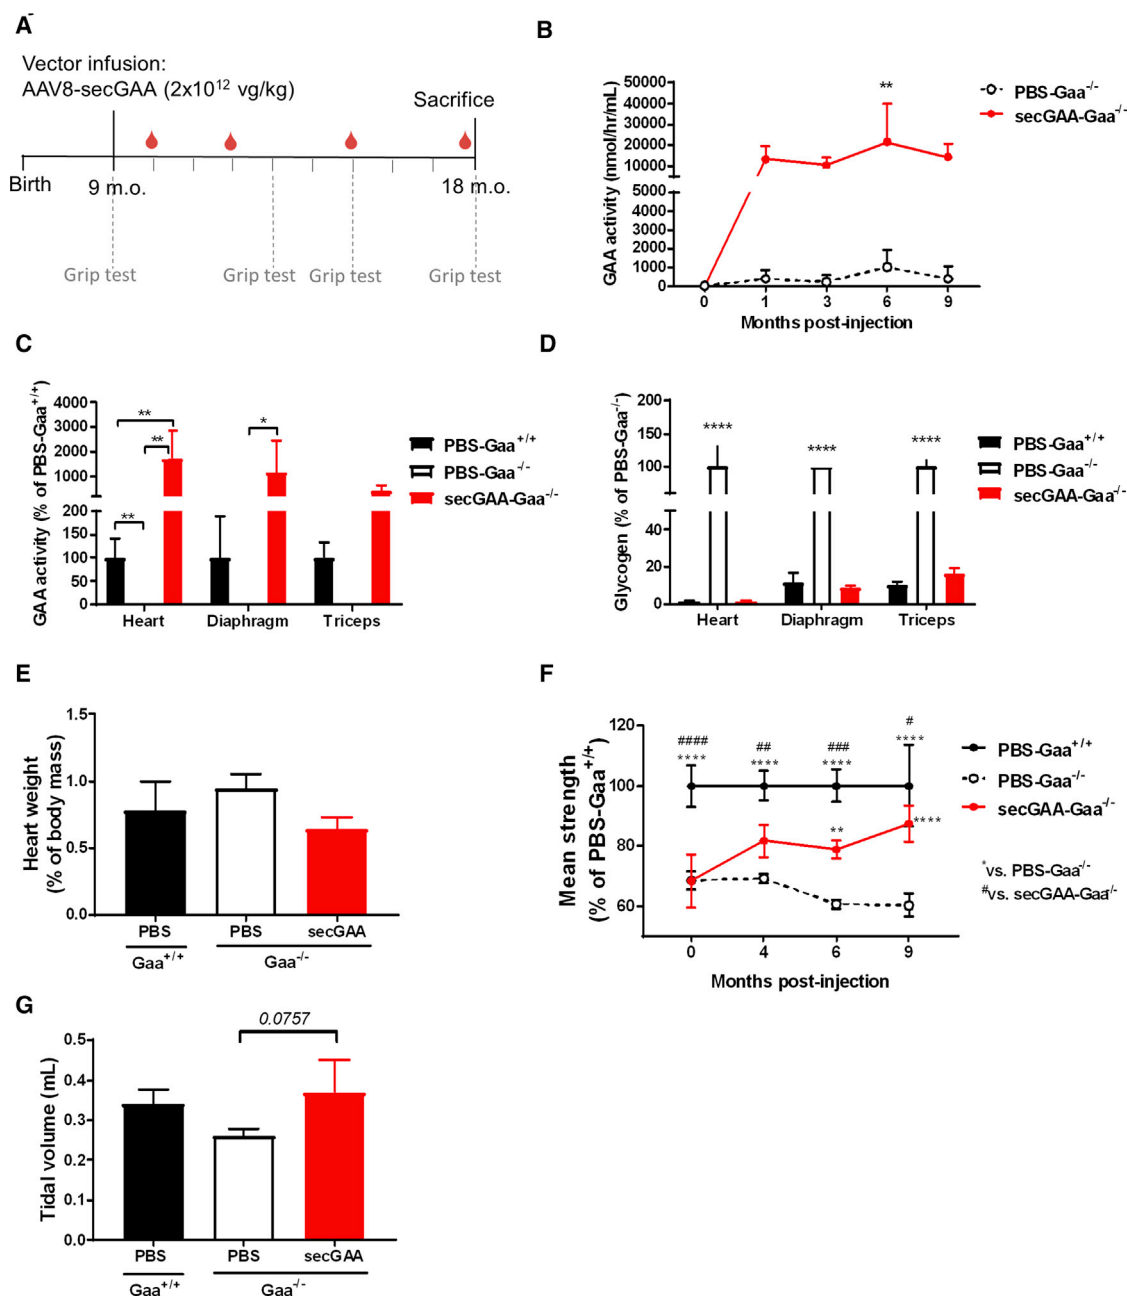 A
Vector infusion:
AAV8-secGAA (2x10¹² vg/kg)
Sacrifice
Birth
9 m.o.
18 m.o.
Grip test
Grip test
Grip test
Grip test
B
GAA activity (nmol/hr/mL)
50000
40000
30000
20000
10000
5000
4000
3000
2000
1000
0
**
0
1
3
6
9
Months post-injection
PBS-Gaa⁻/⁻
secGAA-Gaa⁻/⁻
C
GAA activity (% of PBS-Gaa⁺/⁺)
4000
3000
2000
1000
200
150
100
50
0
**
**
**
*
Heart
Diaphragm
Triceps
PBS-Gaa⁺/⁺
PBS-Gaa⁻/⁻
secGAA-Gaa⁻/⁻
D
Glycogen (% of PBS-Gaa⁻/⁻)
200
150
100
40
20
0
****
****
****
Heart
Diaphragm
Triceps
PBS-Gaa⁺/⁺
PBS-Gaa⁻/⁻
secGAA-Gaa⁻/⁻
E
Heart weight
(% of body mass)
1.5
1.0
0.5
0.0
PBS
PBS
secGAA
Gaa⁺/⁺
Gaa⁻/⁻
F
Mean strength
(% of PBS-Gaa⁺/⁺)
120
100
80
60
####
****
##
****
###
****
#
****
**
****
0
4
6
9
Months post-injection
PBS-Gaa⁺/⁺
PBS-Gaa⁻/⁻
secGAA-Gaa⁻/⁻
*vs. PBS-Gaa⁻/⁻
#vs. secGAA-Gaa⁻/⁻
G
Tidal volume (mL)
0.5
0.4
0.3
0.2
0.1
0.0
0.0757
PBS
PBS
secGAA
Gaa⁺/⁺
Gaa⁻/⁻